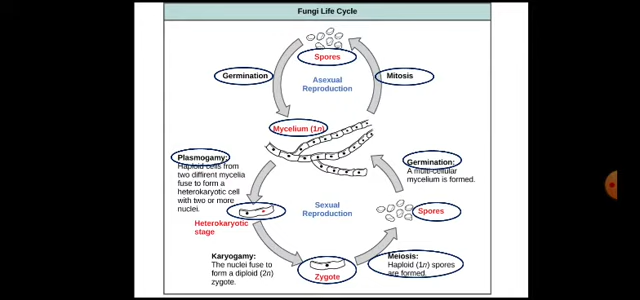 Fungi Life Cycle
Spores
Germination
Mitosis
Asexual
Reproduction
Mycelium (1n)
Plasmogamy:
Haploid cells from
two diffirent mycelia
fuse to form a
heterokaryotic cell
with two or more
nuclei.
Germination:
A multi-cellular
mycelium is formed.
Heterokaryotic
stage
Sexual
Reproduction
Spores
Karyogamy:
The nuclei fuse to
form a diploid (2n)
zygote.
Zygote
Meiosis:
Haploid (1n) spores
are formed.